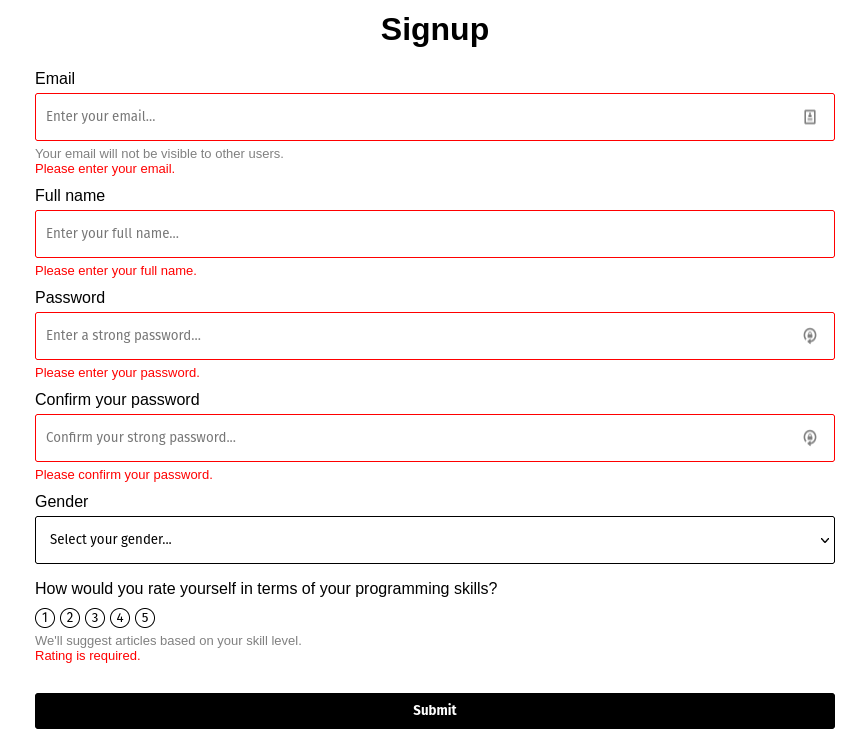 Signup
Email
Enter your email...
Your email will not be visible to other users.
Please enter your email.
Full name
Enter your full name...
Please enter your full name.
Password
Enter a strong password...
Please enter your password.
Confirm your password
Confirm your strong password...
Please confirm your password.
Gender
Select your gender...
How would you rate yourself in terms of your programming skills?
1 2 3 4 5
We'll suggest articles based on your skill level.
Rating is required.
Submit